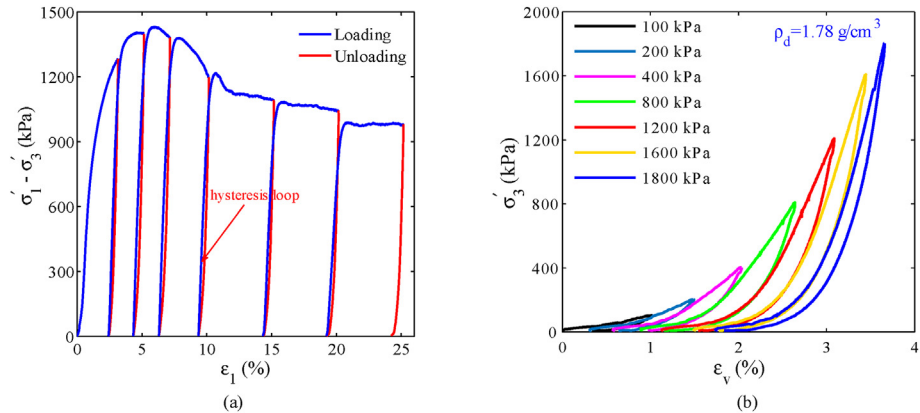 1500
1200
900
600
300
0
σ′1 - σ′3 (kPa)
Loading
Unloading
hysteresis loop
0 5 10 15 20 25
ε1 (%)
(a)
2000
1600
1200
800
400
0
σ′3 (kPa)
100 kPa
200 kPa
400 kPa
800 kPa
1200 kPa
1600 kPa
1800 kPa
ρd=1.78 g/cm³
0 1 2 3 4
εv (%)
(b)